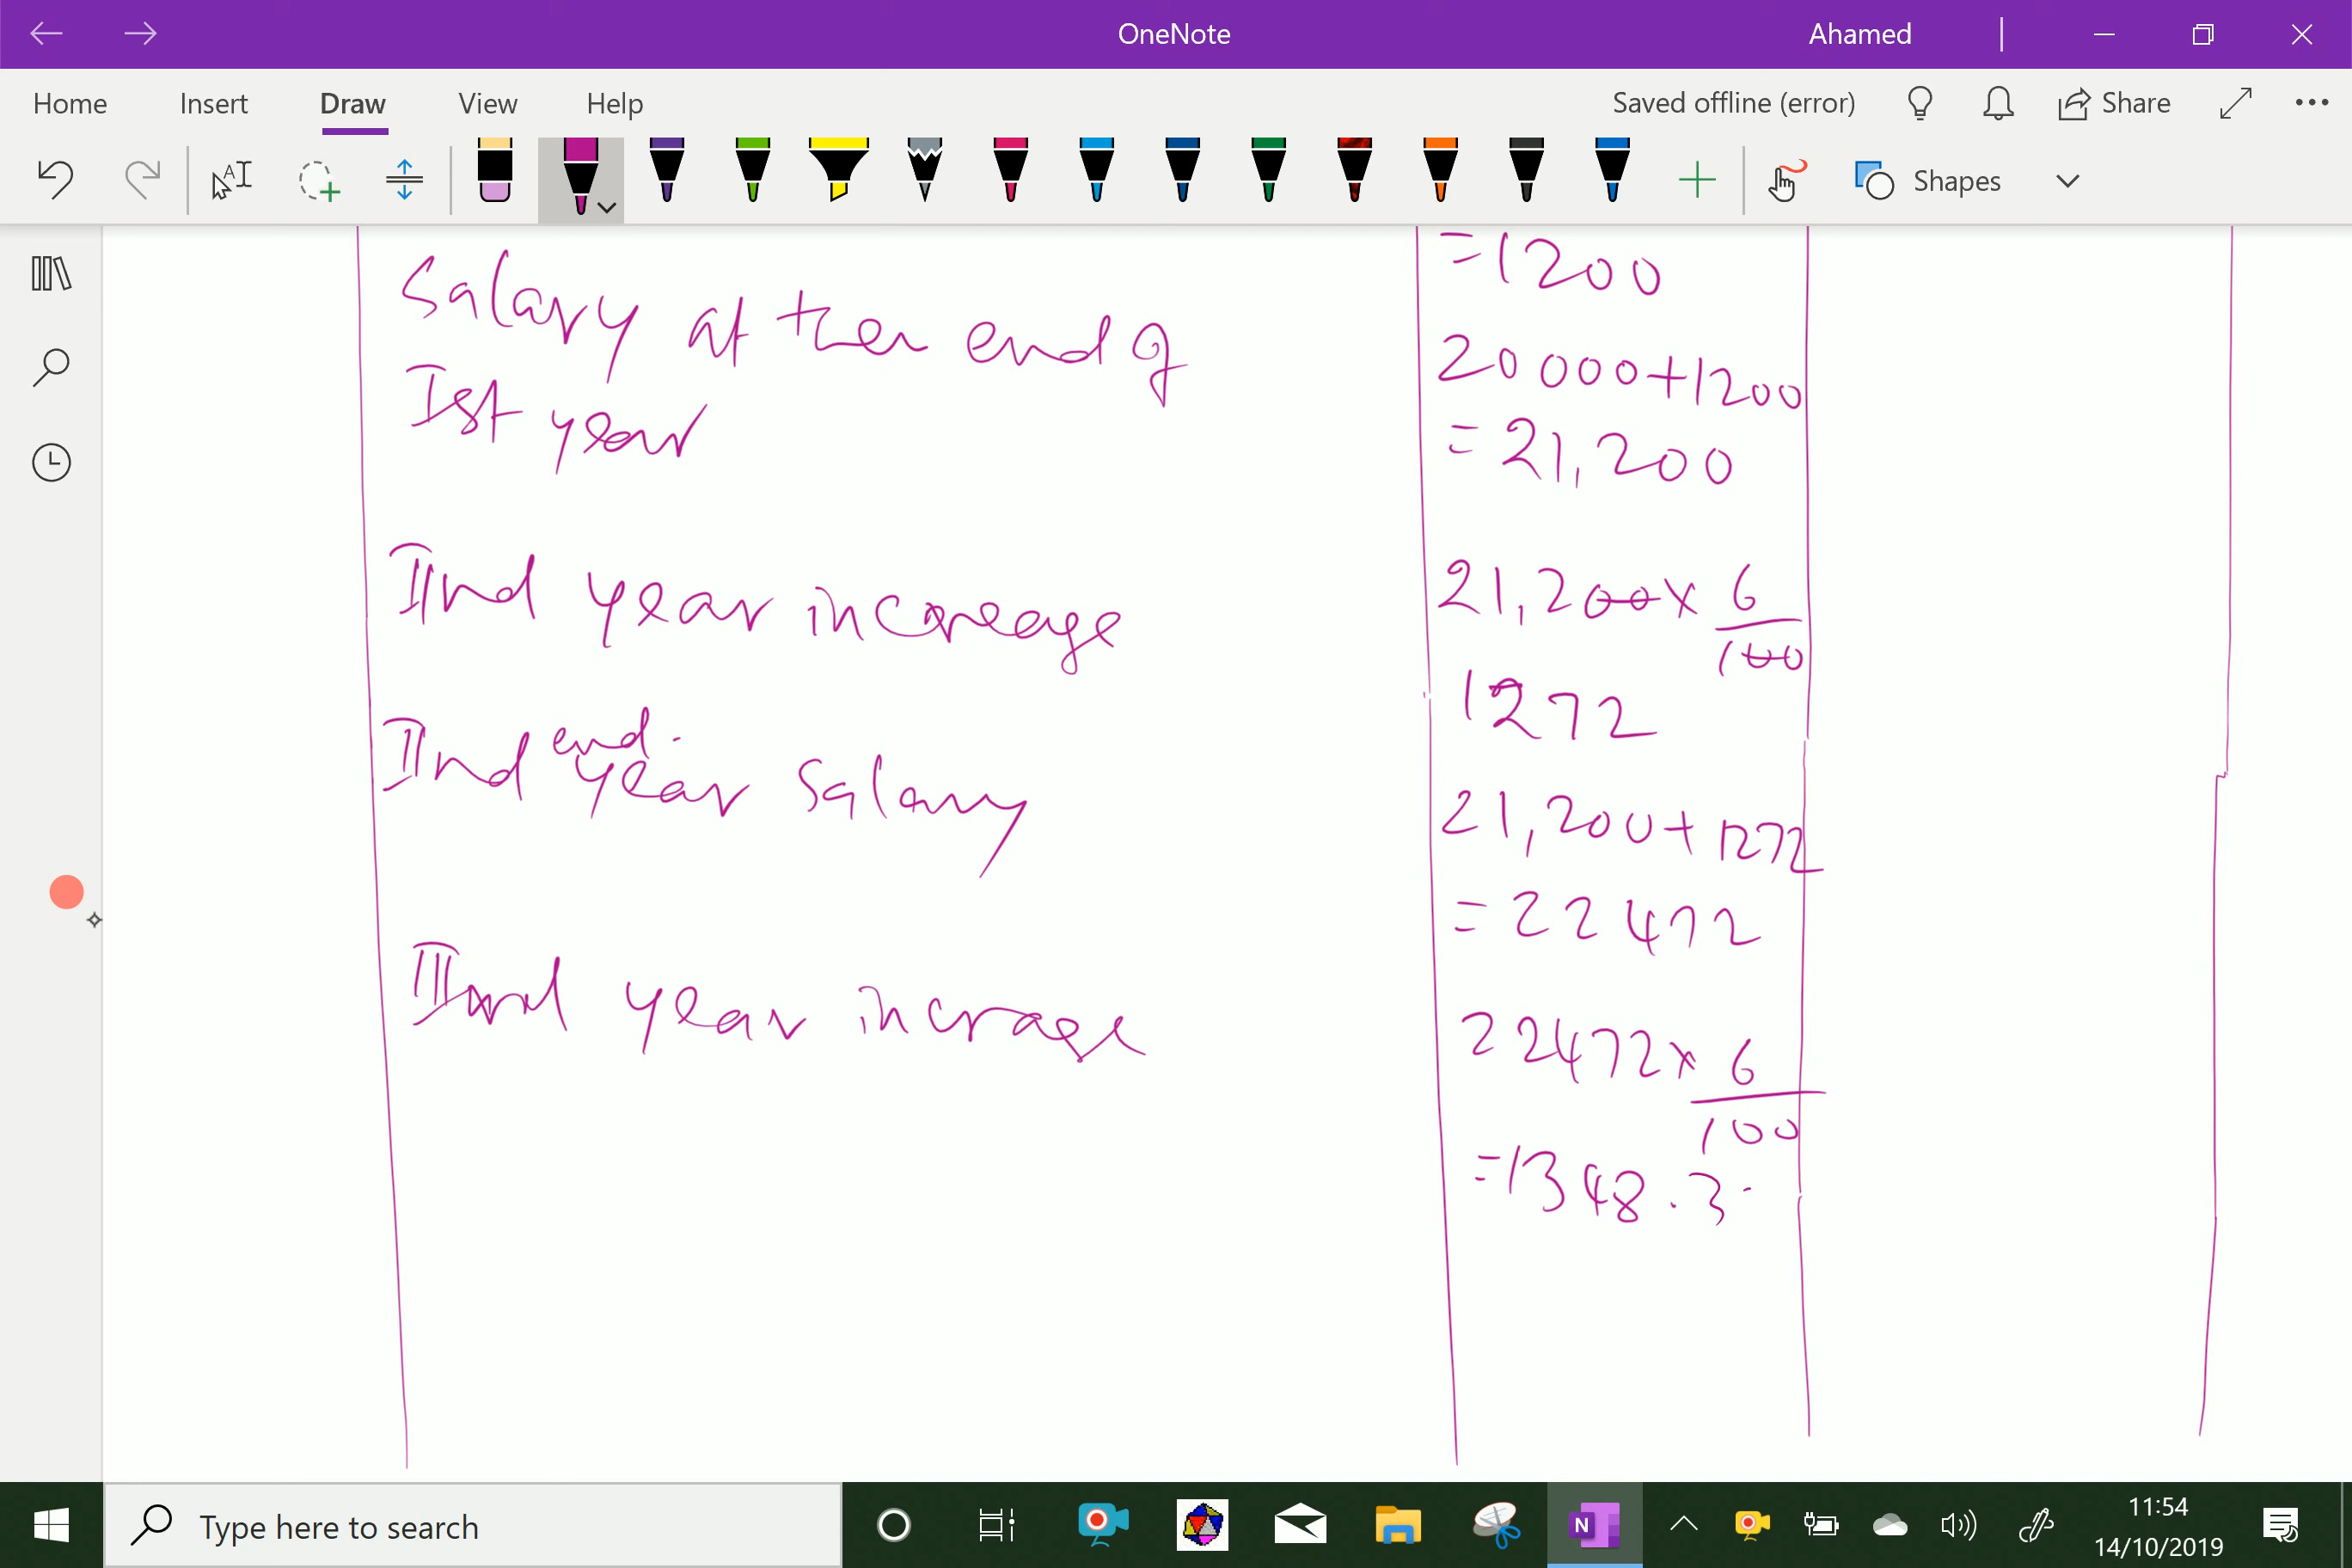 OneNote
Ahamed
Home Insert Draw View Help
Saved offline (error)
Share
Shapes
=1200
Salary at then end of
Ist year
20000+1200
=21,200
IInd year increase
21,200× 6
100
1272
IInd end year salary
21,200+1272
=22472
IIIrd year increase
22472× 6
100
=1348.3
Type here to search
N
11:54
14/10/2019